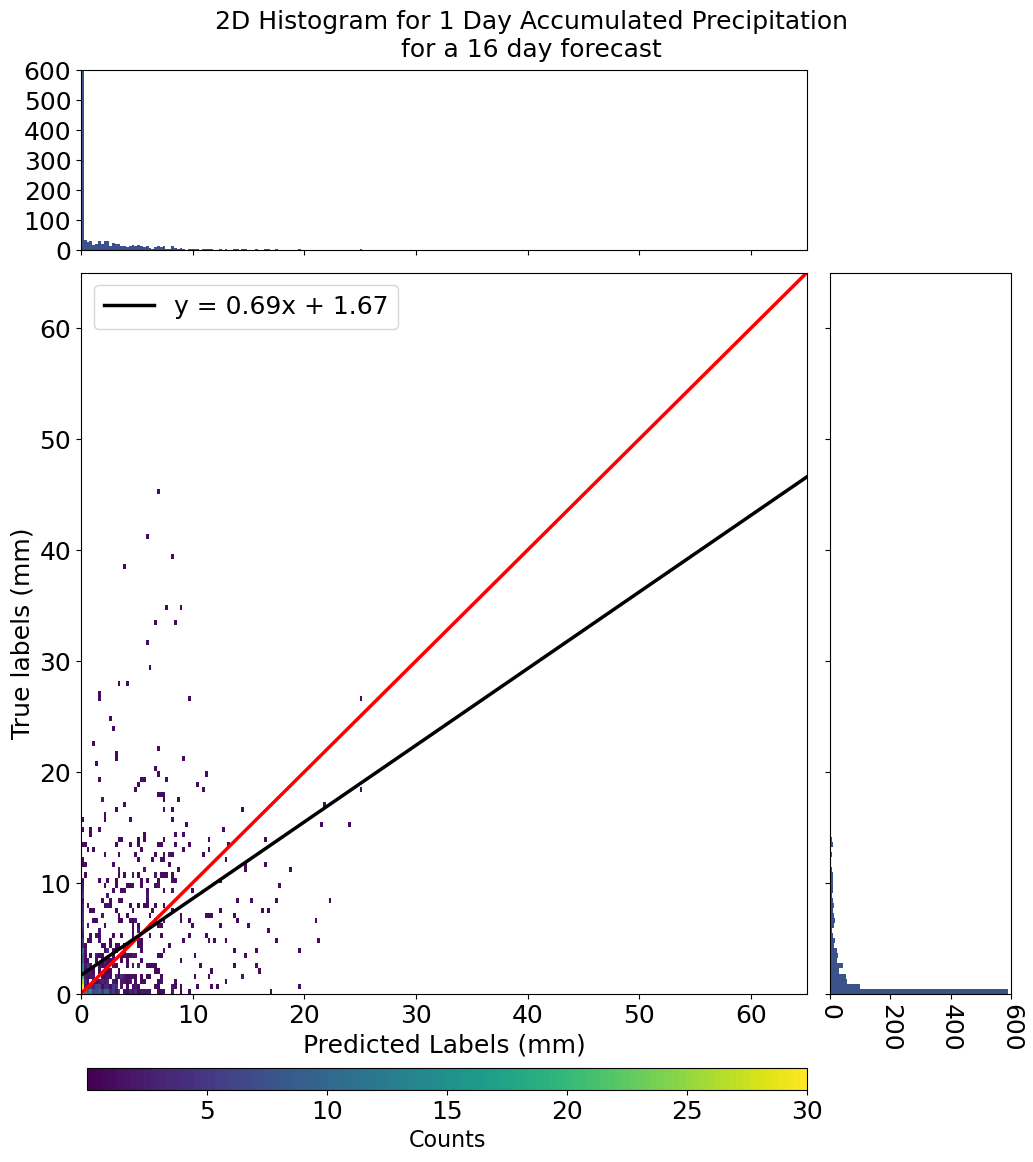 2D Histogram for 1 Day Accumulated Precipitation
for a 16 day forecast
600
500
400
300
200
100
0
y = 0.69x + 1.67
True labels (mm)
60
50
40
30
20
10
0
0 10 20 30 40 50 60
Predicted Labels (mm)
0 200 400 600
5 10 15 20 25 30
Counts